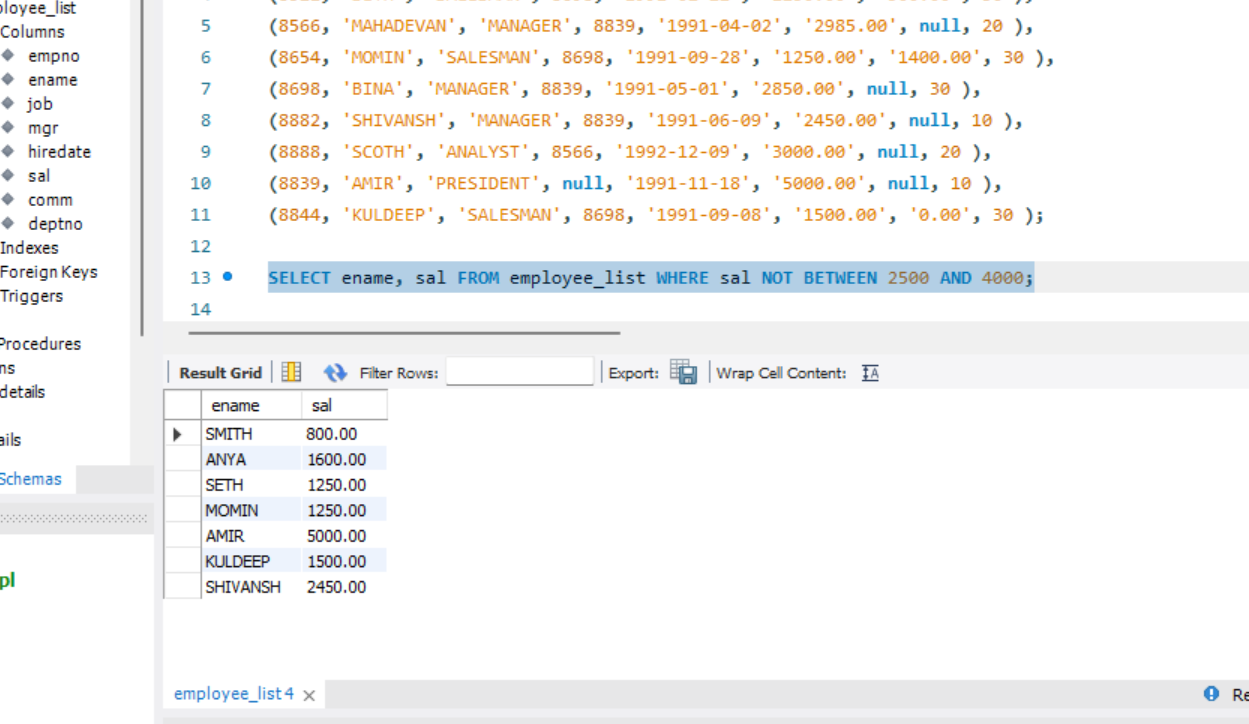 ployee_list
Columns
empno
ename
job
mgr
hiredate
sal
comm
deptno
Indexes
Foreign Keys
Triggers
Procedures
ns
details
ails
Schemas
pl
5 (8566, 'MAHADEVAN', 'MANAGER', 8839, '1991-04-02', '2985.00', null, 20 ),
6 (8654, 'MOMIN', 'SALESMAN', 8698, '1991-09-28', '1250.00', '1400.00', 30 ),
7 (8698, 'BINA', 'MANAGER', 8839, '1991-05-01', '2850.00', null, 30 ),
8 (8882, 'SHIVANSH', 'MANAGER', 8839, '1991-06-09', '2450.00', null, 10 ),
9 (8888, 'SCOTH', 'ANALYST', 8566, '1992-12-09', '3000.00', null, 20 ),
10 (8839, 'AMIR', 'PRESIDENT', null, '1991-11-18', '5000.00', null, 10 ),
11 (8844, 'KULDEEP', 'SALESMAN', 8698, '1991-09-08', '1500.00', '0.00', 30 );
12
13 SELECT ename, sal FROM employee_list WHERE sal NOT BETWEEN 2500 AND 4000;
14
Result Grid Filter Rows: Export: Wrap Cell Content: IA
ename sal
SMITH 800.00
ANYA 1600.00
SETH 1250.00
MOMIN 1250.00
AMIR 5000.00
KULDEEP 1500.00
SHIVANSH 2450.00
employee_list 4 × Re